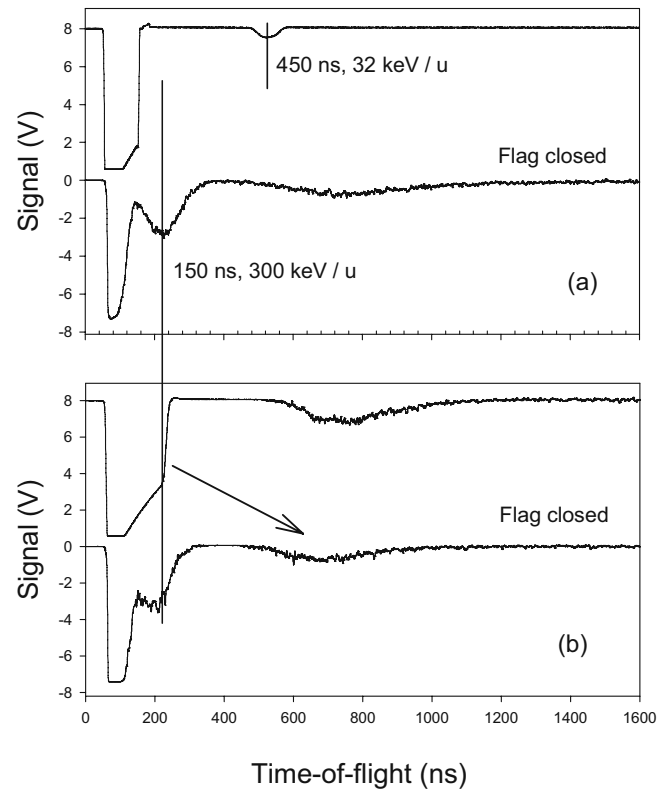 8
6
4
2
0
-2
-4
-6
-8
Signal (V)
450 ns, 32 keV / u
Flag closed
150 ns, 300 keV / u
(a)
8
6
4
2
0
-2
-4
-6
-8
Signal (V)
Flag closed
(b)
0 200 400 600 800 1000 1200 1400 1600
Time-of-flight (ns)